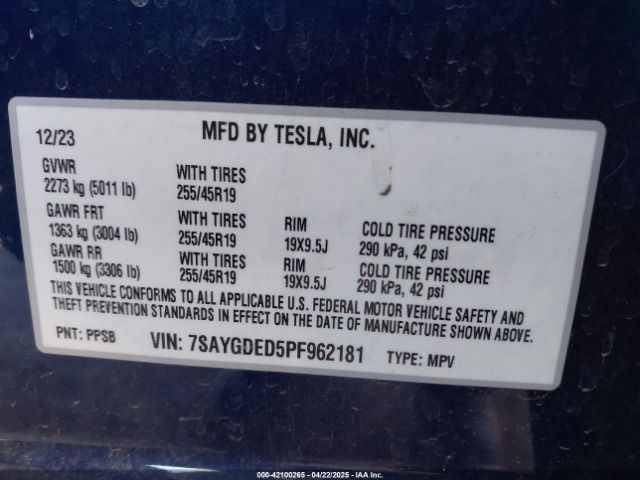 12/23 MFD BY TESLA, INC.
GVWR WITH TIRES
2273 kg (5011 lb) 255/45R19
GAWR FRT WITH TIRES RIM COLD TIRE PRESSURE
1363 kg (3004 lb) 255/45R19 19X9.5J 290 kPa, 42 psi
GAWR RR WITH TIRES RIM COLD TIRE PRESSURE
1500 kg (3306 lb) 255/45R19 19X9.5J 290 kPa, 42 psi
THIS VEHICLE CONFORMS TO ALL APPLICABLE U.S. FEDERAL MOTOR VEHICLE SAFETY AND
THEFT PREVENTION STANDARDS IN EFFECT ON THE DATE OF MANUFACTURE SHOWN ABOVE.
PNT: PPSB VIN: 7SAYGDED5PF962181 TYPE: MPV
000-42100265 - 04/22/2025 - IAA Inc.